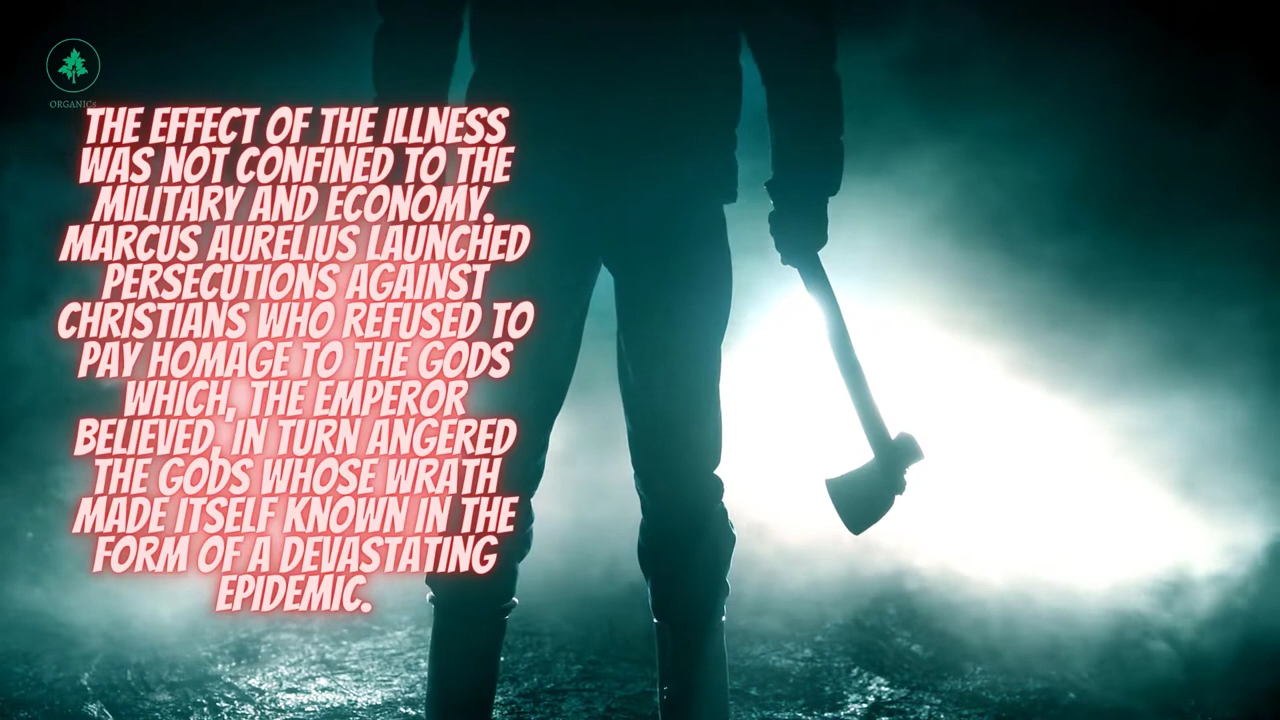 ORGANICS
THE EFFECT OF THE ILLNESS
WAS NOT CONFINED TO THE
MILITARY AND ECONOMY.
MARCUS AURELIUS LAUNCHED
PERSECUTIONS AGAINST
CHRISTIANS WHO REFUSED TO
PAY HOMAGE TO THE GODS
WHICH, THE EMPEROR
BELIEVED, IN TURN ANGERED
THE GODS WHOSE WRATH
MADE ITSELF KNOWN IN THE
FORM OF A DEVASTATING
EPIDEMIC.